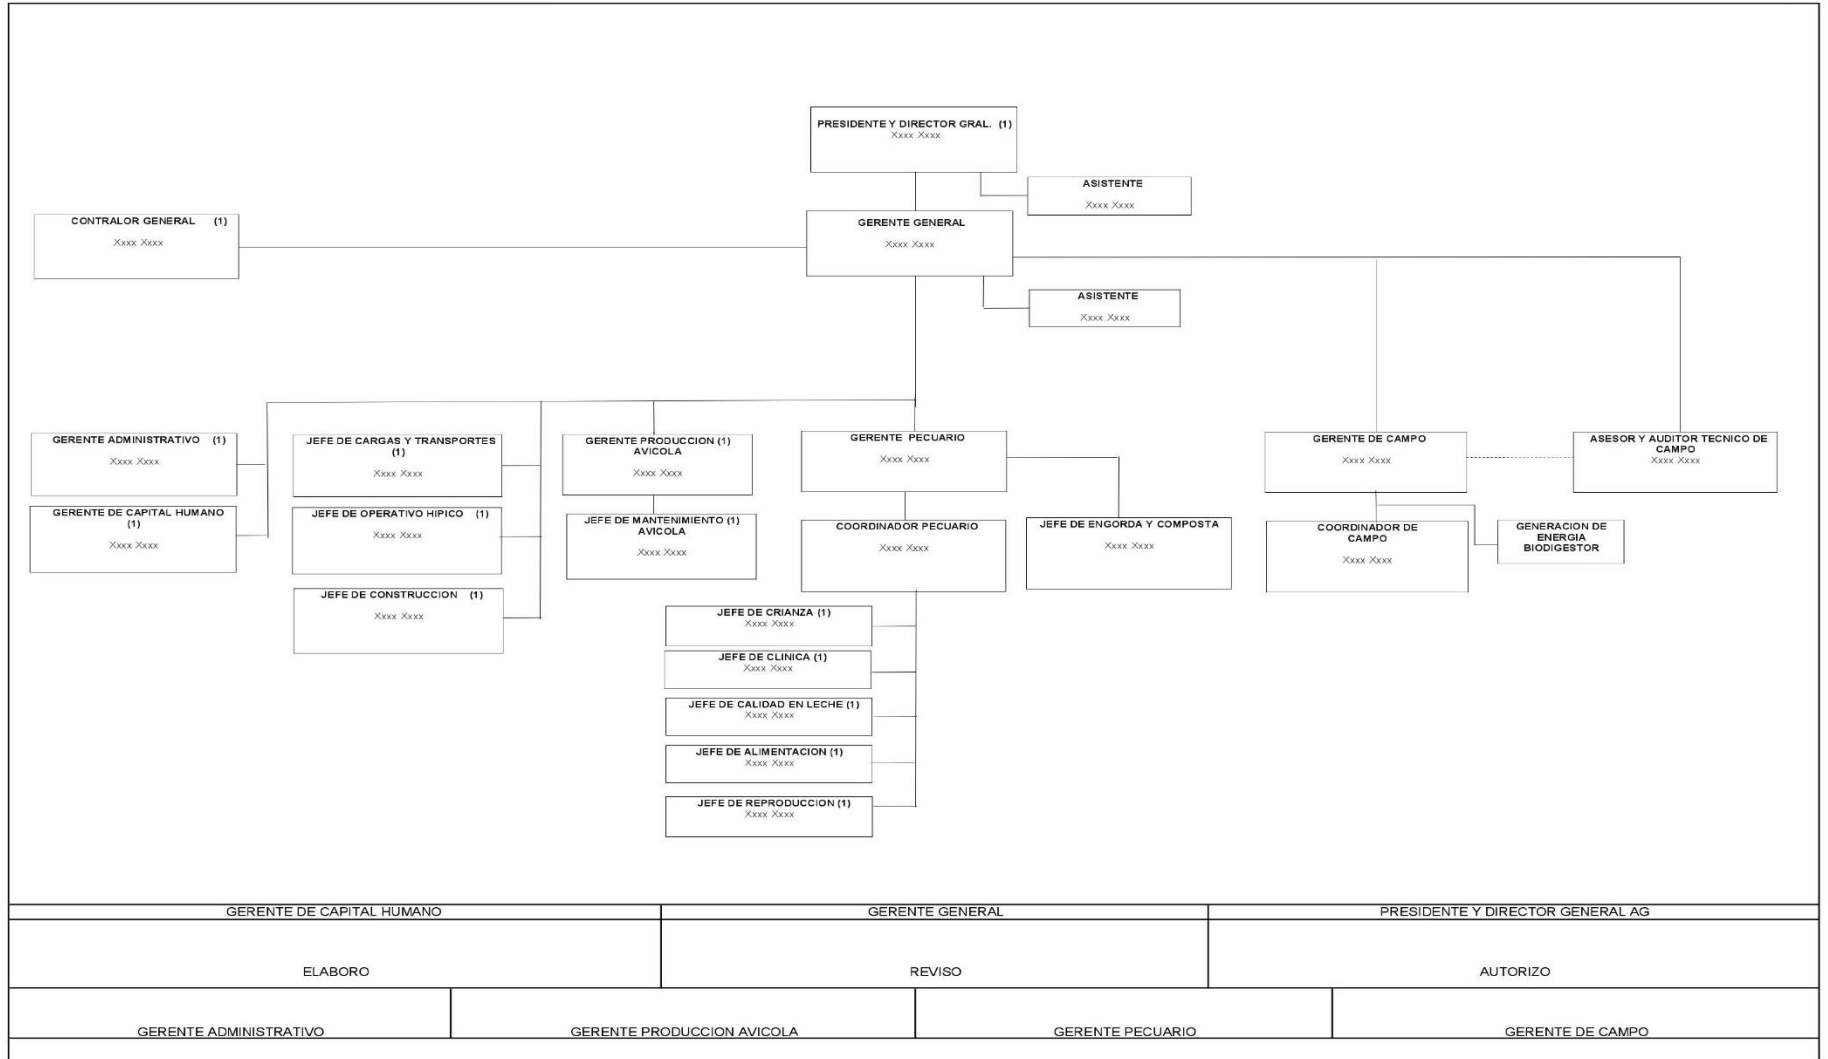 PRESIDENTE Y DIRECTOR GRAL. (1)
Xxxx Xxxx
ASISTENTE
Xxxx Xxxx
CONTRALOR GENERAL (1)
Xxxx Xxxx
GERENTE GENERAL
Xxxx Xxxx
ASISTENTE
Xxxx Xxxx
GERENTE ADMINISTRATIVO (1)
Xxxx Xxxx
GERENTE DE CAPITAL HUMANO
(1)
Xxxx Xxxx
JEFE DE CARGAS Y TRANSPORTES
(1)
Xxxx Xxxx
JEFE DE OPERATIVO HIPICO (1)
Xxxx Xxxx
JEFE DE CONSTRUCCION (1)
Xxxx Xxxx
GERENTE PRODUCCION (1)
AVICOLA
Xxxx Xxxx
JEFE DE MANTENIMIENTO (1)
AVICOLA
Xxxx Xxxx
GERENTE PECUARIO
Xxxx Xxxx
COORDINADOR PECUARIO
Xxxx Xxxx
JEFE DE ENGORDA Y COMPOSTA
Xxxx Xxxx
JEFE DE CRIANZA (1)
Xxxx Xxxx
JEFE DE CLINICA (1)
Xxxx Xxxx
JEFE DE CALIDAD EN LECHE (1)
Xxxx Xxxx
JEFE DE ALIMENTACION (1)
Xxxx Xxxx
JEFE DE REPRODUCCION (1)
Xxxx Xxxx
GERENTE DE CAMPO
Xxxx Xxxx
ASESOR Y AUDITOR TECNICO DE
CAMPO
Xxxx Xxxx
COORDINADOR DE
CAMPO
Xxxx Xxxx
GENERACION DE
ENERGIA
BIODIGESTOR
GERENTE DE CAPITAL HUMANO
GERENTE GENERAL
PRESIDENTE Y DIRECTOR GENERAL AG
ELABORO
REVISO
AUTORIZO
GERENTE ADMINISTRATIVO
GERENTE PRODUCCION AVICOLA
GERENTE PECUARIO
GERENTE DE CAMPO